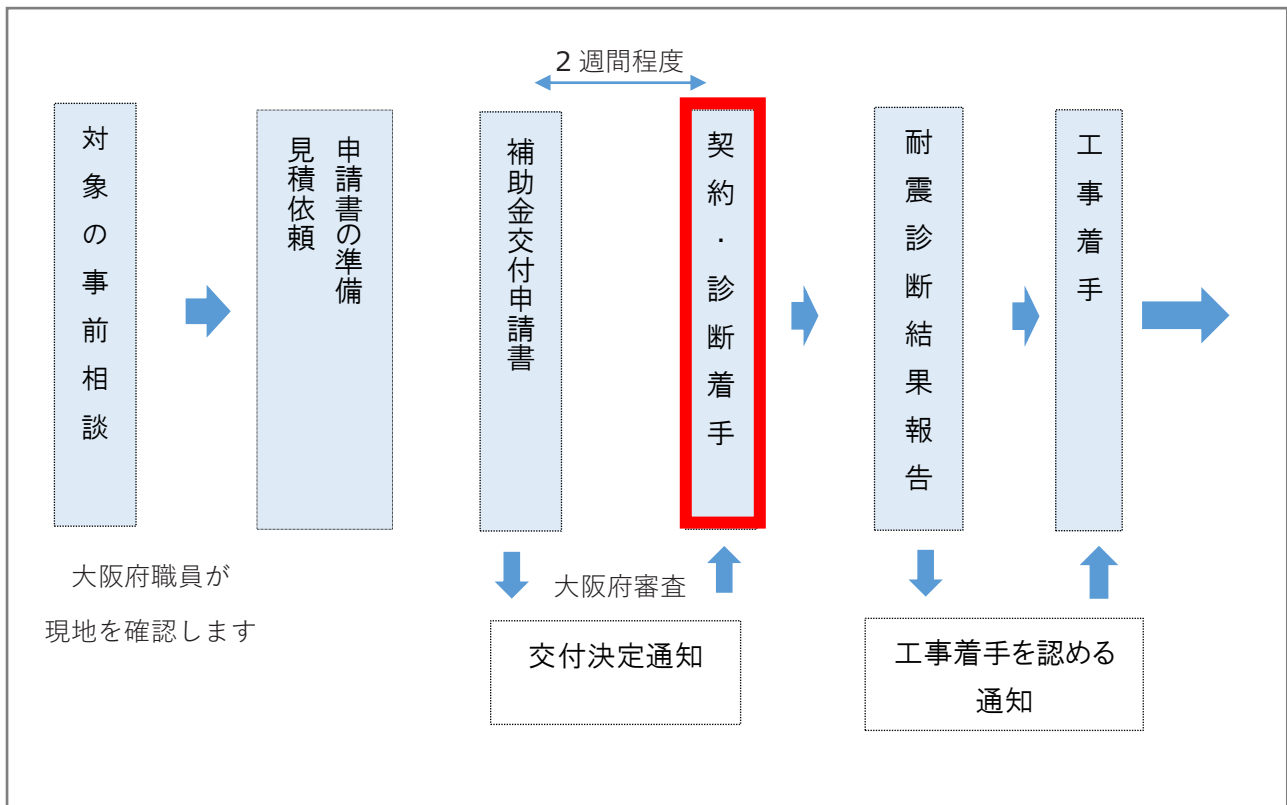 2 週間程度
対象の事前相談
申請書の準備
見積依頼
補助金交付申請書
契約・診断着手
耐震診断結果報告
工事着手
大阪府職員が
現地を確認します
大阪府審査
交付決定通知
工事着手を認める
通知